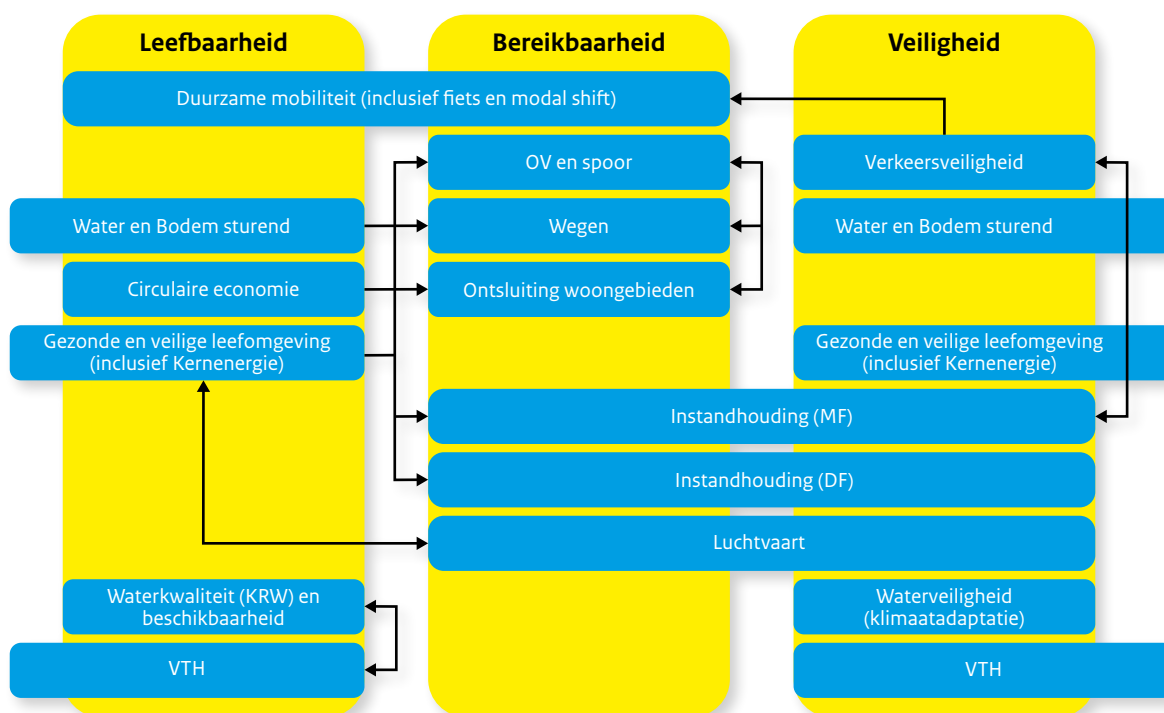 Leefbaarheid
Bereikbaarheid
Veiligheid
Duurzame mobiliteit (inclusief fiets en modal shift)
OV en spoor
Verkeersveiligheid
Water en Bodem sturend
Wegen
Water en Bodem sturend
Circulaire economie
Ontsluiting woongebieden
Gezonde en veilige leefomgeving
(inclusief Kernenergie)
Gezonde en veilige leefomgeving
(inclusief Kernenergie)
Instandhouding (MF)
Instandhouding (DF)
Luchtvaart
Waterkwaliteit (KRW) en
beschikbaarheid
Waterveiligheid
(klimaatadaptatie)
VTH
VTH